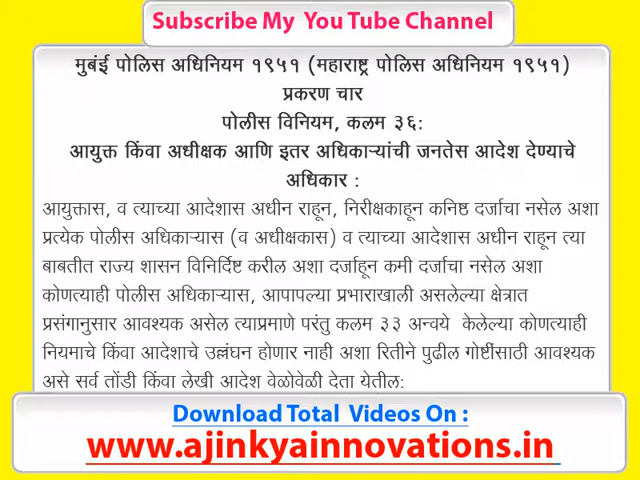 Subscribe My You Tube Channel
मुबंई पोलिस अधिनियम १९५१ (महाराष्ट्र पोलिस अधिनियम १९५१)
प्रकरण चार
पोलीस विनियम, कलम ३६:
आयुक्त किंवा अधीक्षक आणि इतर अधिकाऱ्यांची जनतेस आदेश देण्याचे
अधिकार :
आयुक्तास, व त्याच्या आदेशास अधीन राहून, निरीक्षकाहून कनिष्ठ दर्जाचा नसेल अशा
प्रत्येक पोलीस अधिकाऱ्यास (व अधीक्षकास) व त्याच्या आदेशास अधीन राहून त्या
बाबतीत राज्य शासन विनिर्दिष्ट करील अशा दर्जाहून कमी दर्जाचा नसेल अशा
कोणत्याही पोलीस अधिकाऱ्यास, आपापल्या प्रभाराखाली असलेल्या क्षेत्रात
प्रसंगानुसार आवश्यक असेल त्याप्रमाणे परंतु कलम ३३ अन्वये केलेल्या कोणत्याही
नियमाचे किंवा आदेशाचे उल्लंघन होणार नाही अशा रितीने पुढील गोष्टींसाठी आवश्यक
असे सर्व तोंडी किंवा लेखी आदेश वेळोवेळी देता येतील:
Download Total Videos On :
www.ajinkyainnovations.in